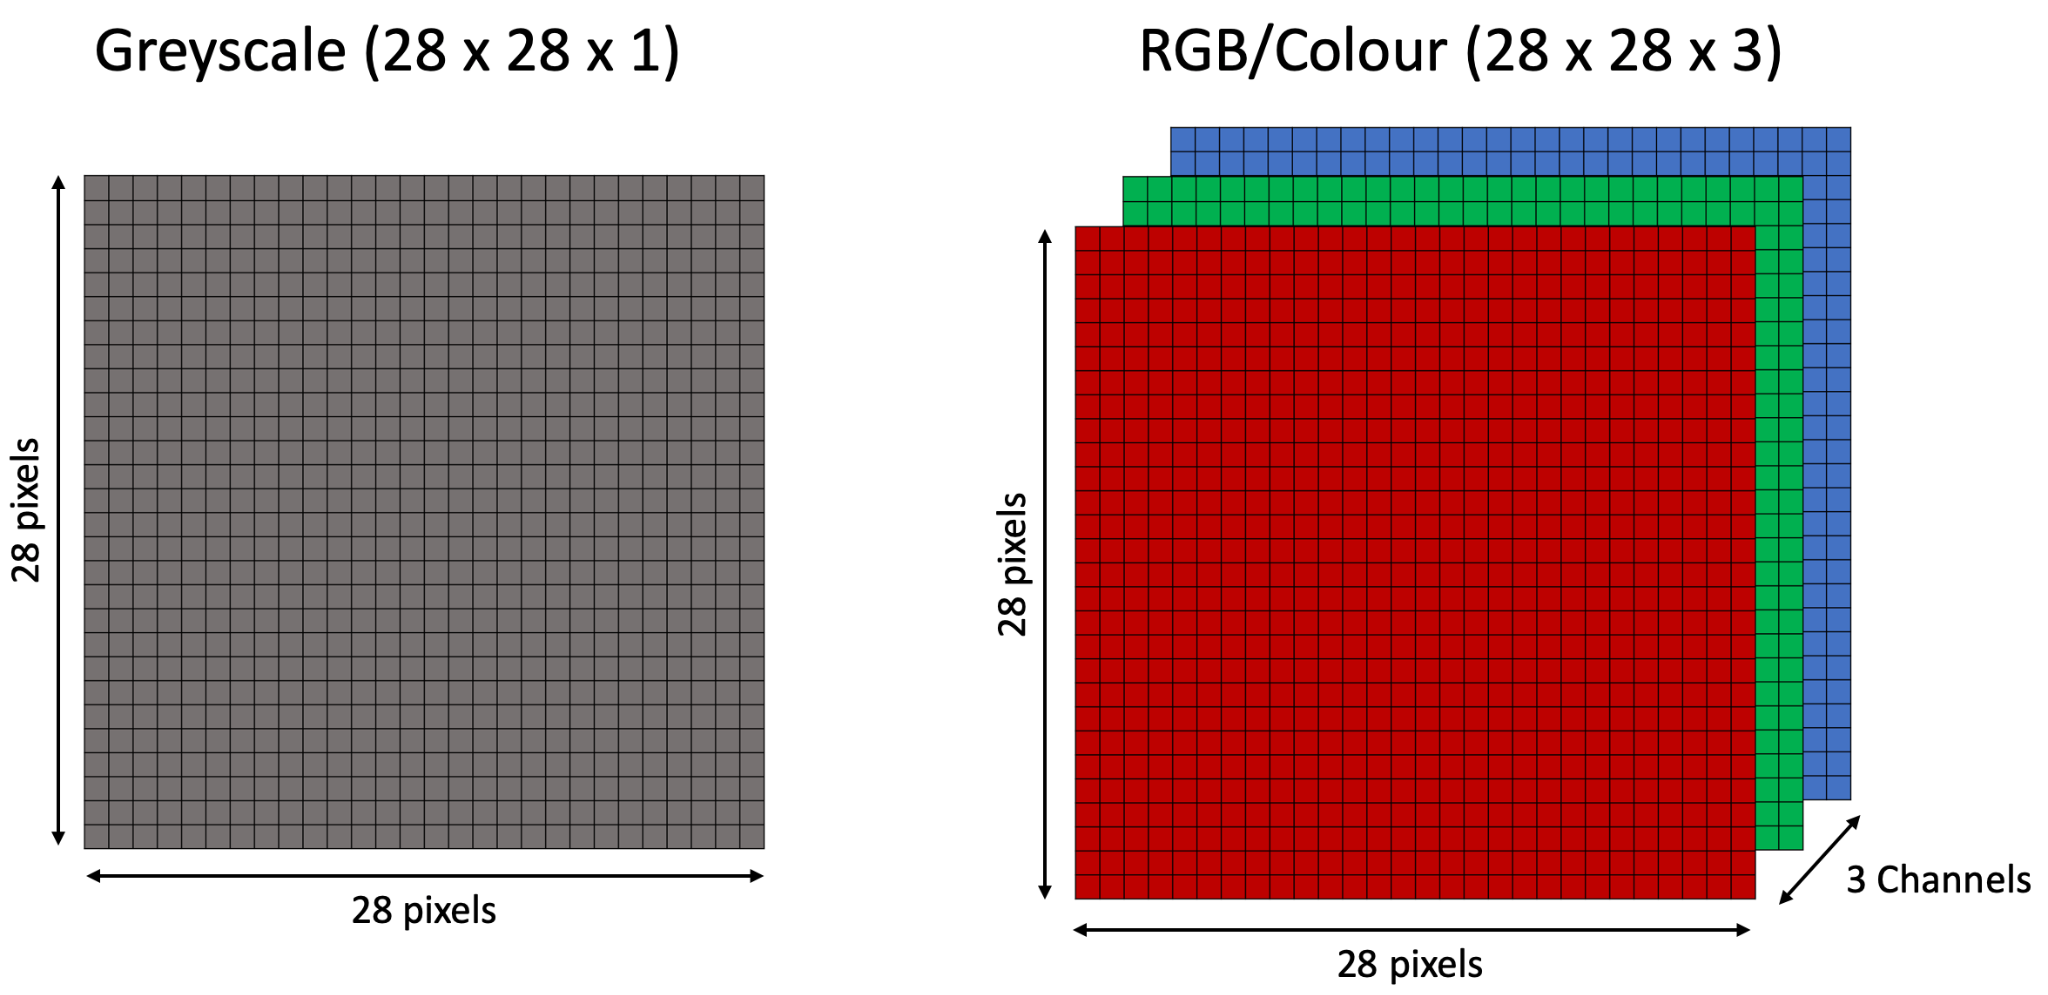 Greyscale (28 x 28 x 1)
28 pixels
28 pixels
RGB/Colour (28 x 28 x 3)
28 pixels
3 Channels
28 pixels